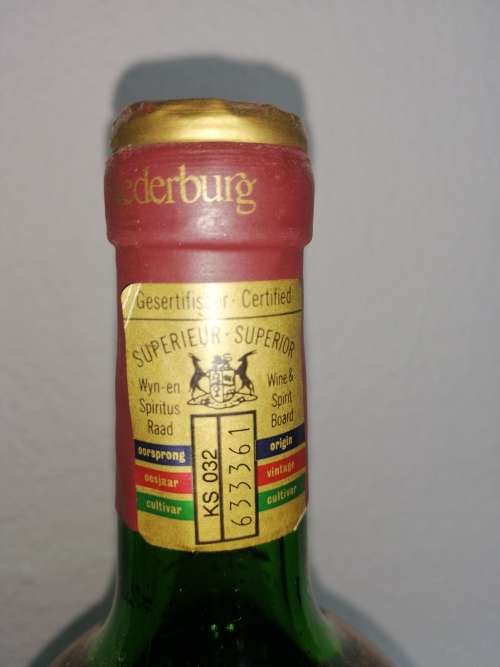 ederburg
Gesertifiseer · Certified
SUPERIEUR · SUPERIOR
Wyn-en Spiritus Raad
Wine & Spirit Board
oorsprong
origin
oesjaar
vintage
cultivar
cultivar
KS 032
633361